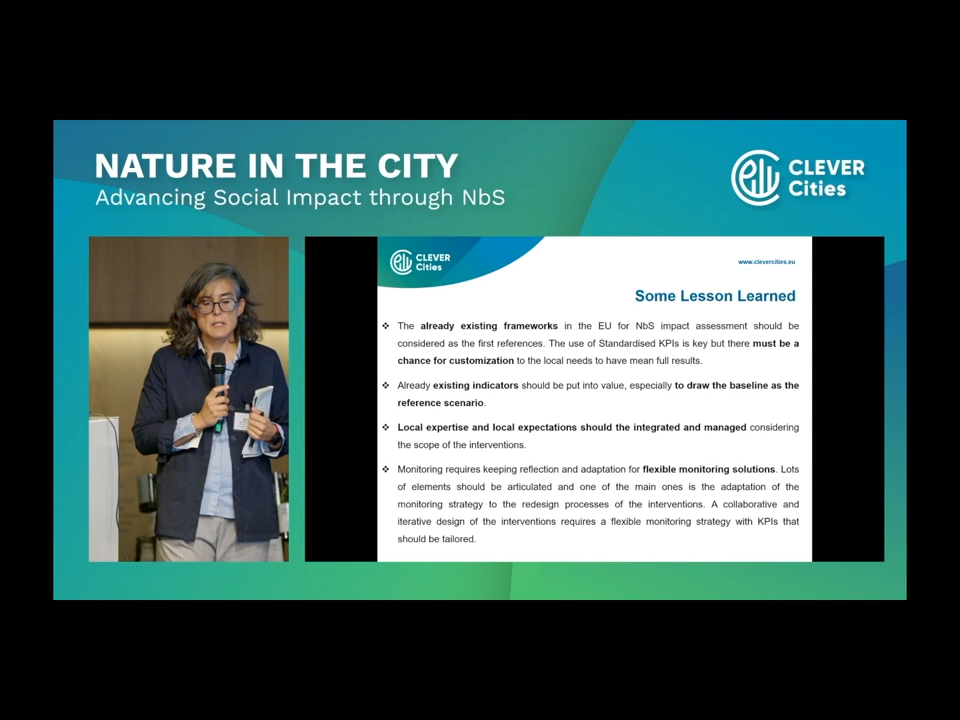 NATURE IN THE CITY
Advancing Social Impact through NbS
CLEVER
Cities
CLEVER
Cities
www.clevercities.eu
Some Lesson Learned
❖ The already existing frameworks in the EU for NbS impact assessment should be
considered as the first references. The use of Standardised KPIs is key but there must be a
chance for customization to the local needs to have mean full results.
❖ Already existing indicators should be put into value, especially to draw the baseline as the
reference scenario.
❖ Local expertise and local expectations should the integrated and managed considering
the scope of the interventions.
❖ Monitoring requires keeping reflection and adaptation for flexible monitoring solutions. Lots
of elements should be articulated and one of the main ones is the adaptation of the
monitoring strategy to the redesign processes of the interventions. A collaborative and
iterative design of the interventions requires a flexible monitoring strategy with KPIs that
should be tailored.